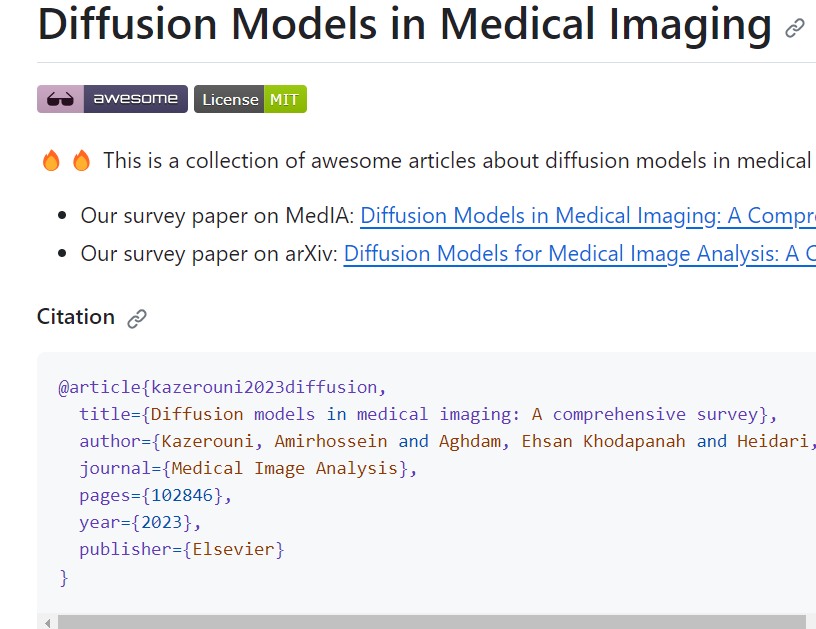 Diffusion Models in Medical Imaging
awesome License MIT
🔥 🔥 This is a collection of awesome articles about diffusion models in medical
• Our survey paper on MedIA: Diffusion Models in Medical Imaging: A Compr
• Our survey paper on arXiv: Diffusion Models for Medical Image Analysis: A C
Citation
@article{kazerouni2023diffusion,
title={Diffusion models in medical imaging: A comprehensive survey},
author={Kazerouni, Amirhossein and Aghdam, Ehsan Khodapanah and Heidari,
journal={Medical Image Analysis},
pages={102846},
year={2023},
publisher={Elsevier}
}